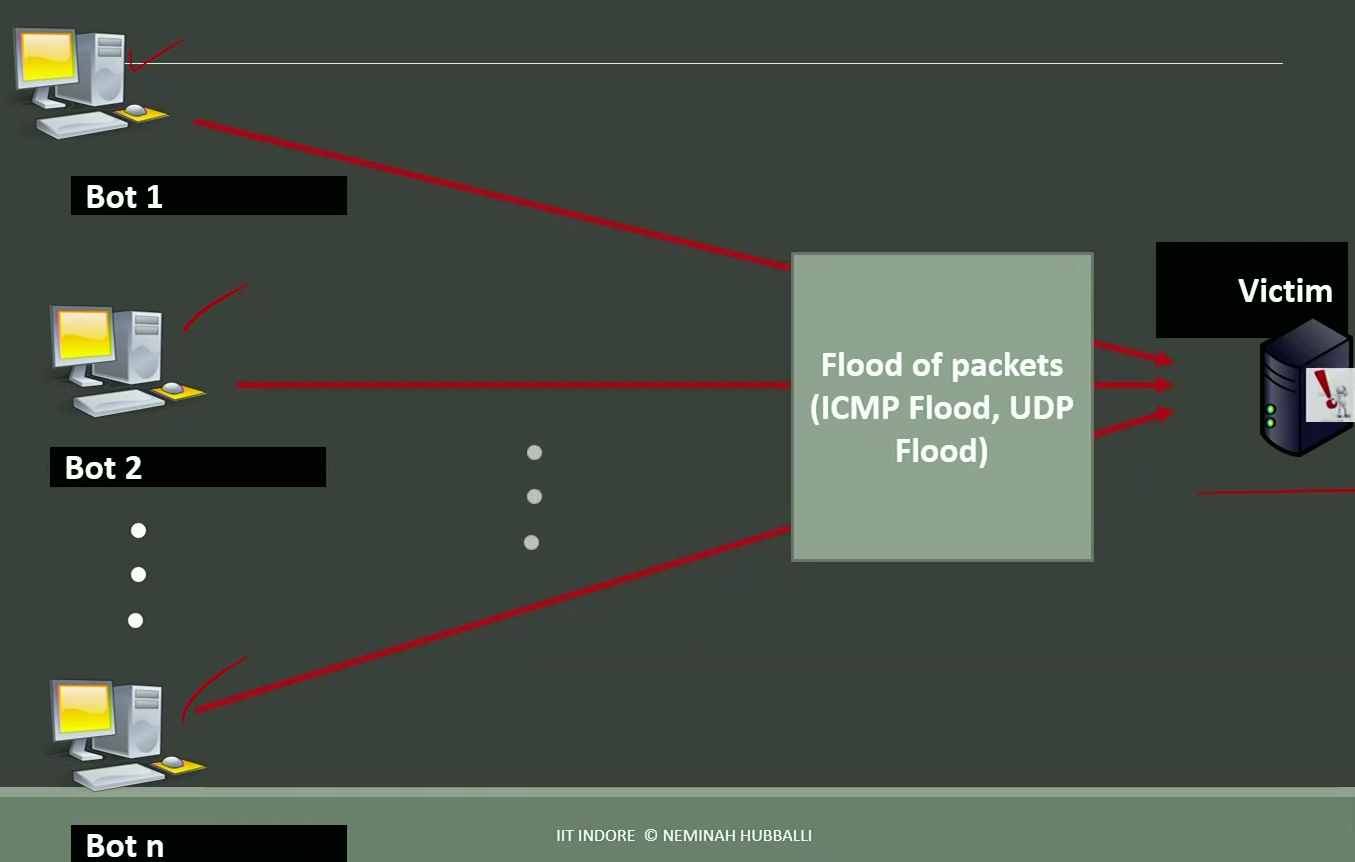 Bot 1
Victim
Flood of packets
(ICMP Flood, UDP
Flood)
Bot 2
Bot n
IIT INDORE © NEMINAH HUBBALLI